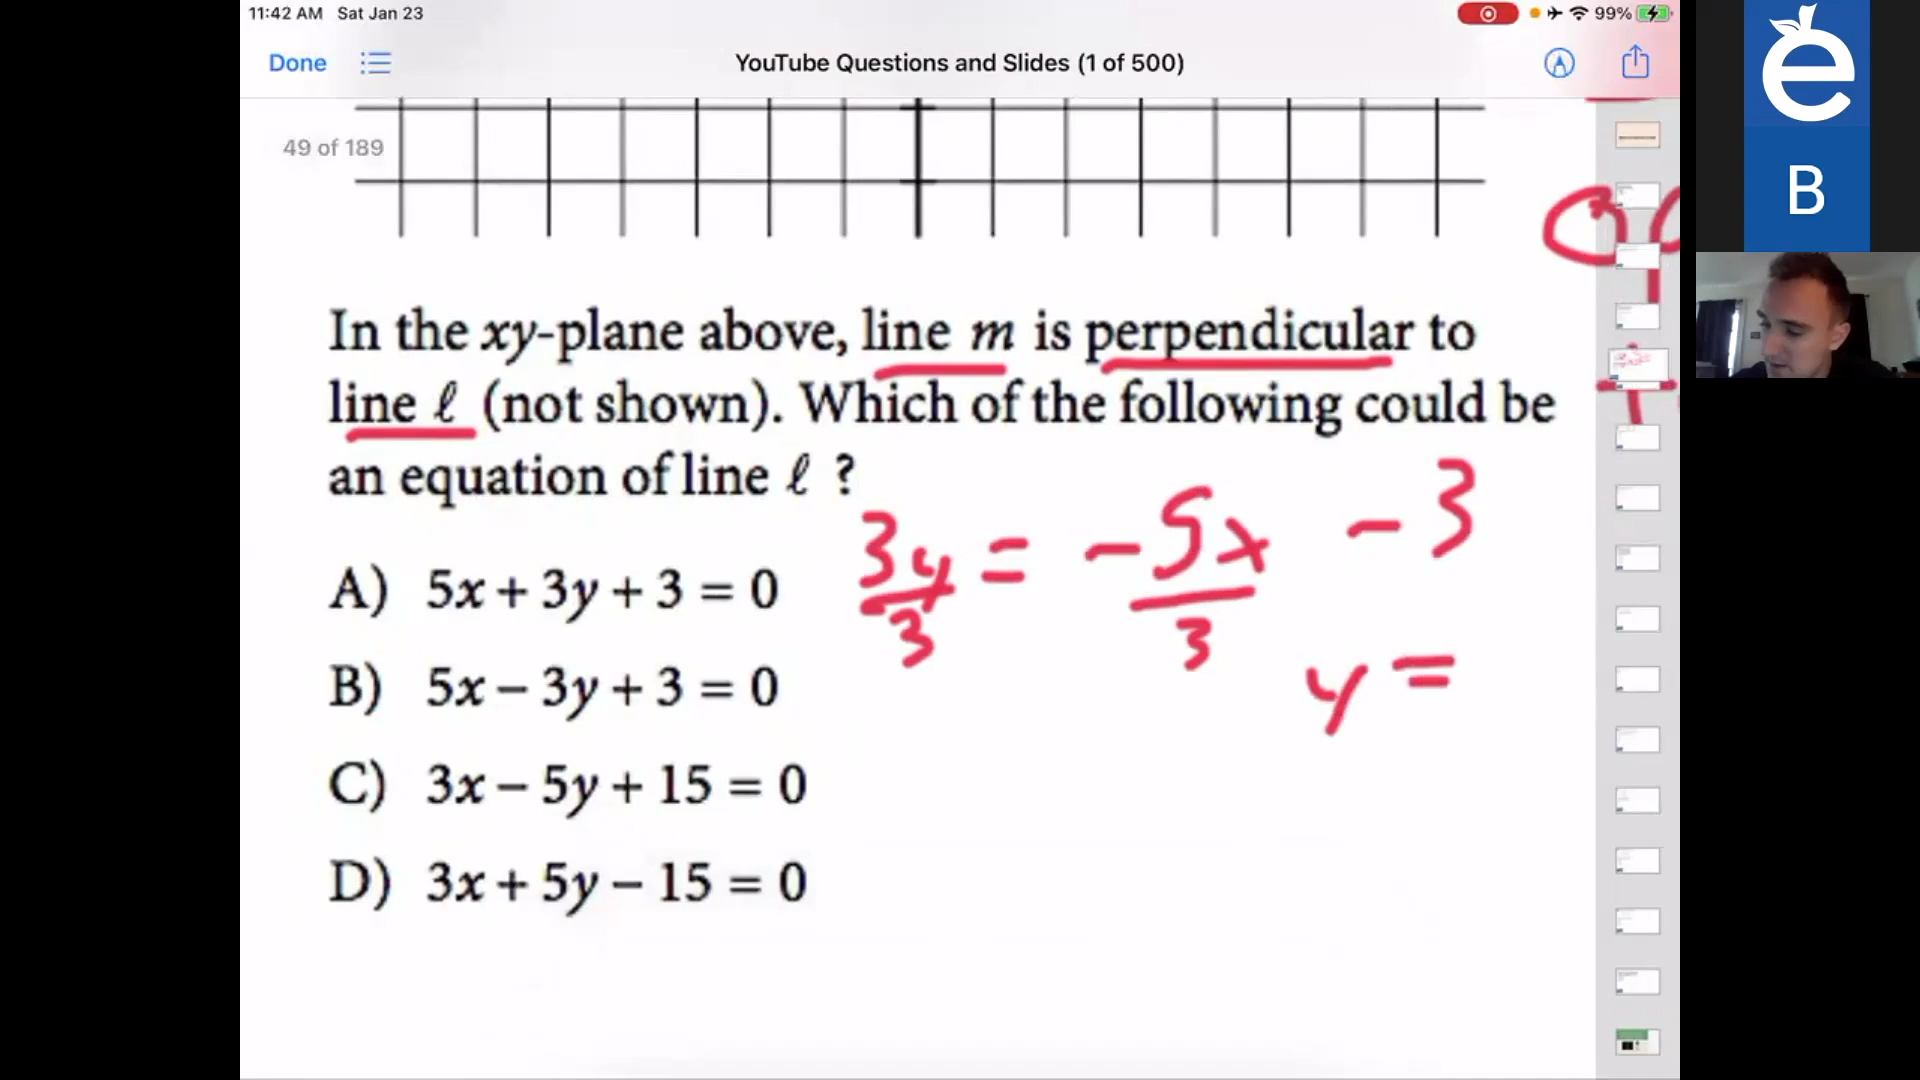 11:42 AM Sat Jan 23
99%
Done
YouTube Questions and Slides (1 of 500)
e
B
49 of 189
In the xy-plane above, line m is perpendicular to
line ℓ (not shown). Which of the following could be
an equation of line ℓ ?
3y/3 = -5x/3 - 3
y =
A) 5x + 3y + 3 = 0
B) 5x − 3y + 3 = 0
C) 3x − 5y + 15 = 0
D) 3x + 5y − 15 = 0